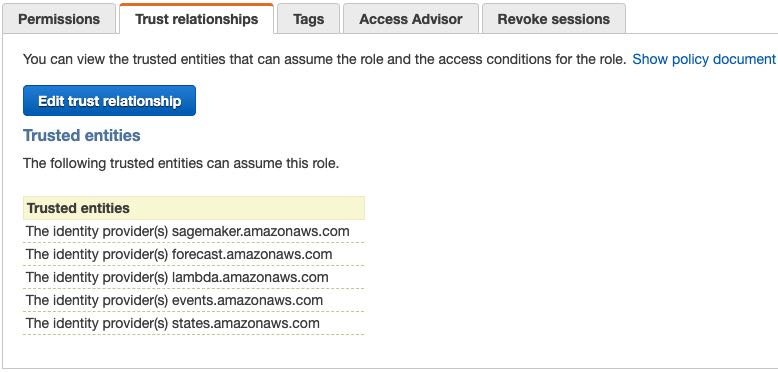 Permissions Trust relationships Tags Access Advisor Revoke sessions
You can view the trusted entities that can assume the role and the access conditions for the role. Show policy document
Edit trust relationship
Trusted entities
The following trusted entities can assume this role.
Trusted entities
The identity provider(s) sagemaker.amazonaws.com
The identity provider(s) forecast.amazonaws.com
The identity provider(s) lambda.amazonaws.com
The identity provider(s) events.amazonaws.com
The identity provider(s) states.amazonaws.com